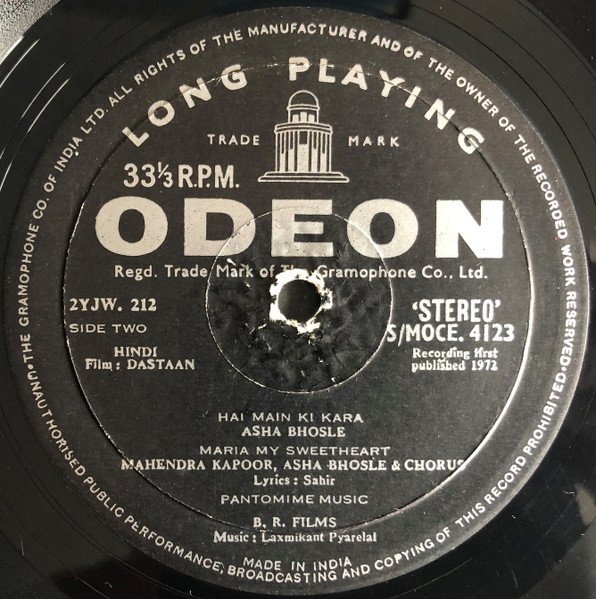 THE GRAMOPHONE CO. OF INDIA LTD. ALL RIGHTS OF THE MANUFACTURER AND OF THE OWNER OF THE RECORDED WORK RESERVED · UNAUTHORISED PUBLIC PERFORMANCE, BROADCASTING AND COPYING OF THIS RECORD PROHIBITED ·
LONG PLAYING
TRADE MARK
33⅓ R.P.M.
ODEON
Regd. Trade Mark of The Gramophone Co., Ltd.
2YJW. 212
'STEREO'
SIDE TWO
S/MOCE. 4123
HINDI
Film : DASTAAN
Recording first
published 1972
HAI MAIN KI KARA
ASHA BHOSLE
MARIA MY SWEETHEART
MAHENDRA KAPOOR, ASHA BHOSLE & CHORUS
Lyrics : Sahir
PANTOMIME MUSIC
B. R. FILMS
Music : Laxmikant Pyarelal
MADE IN INDIA